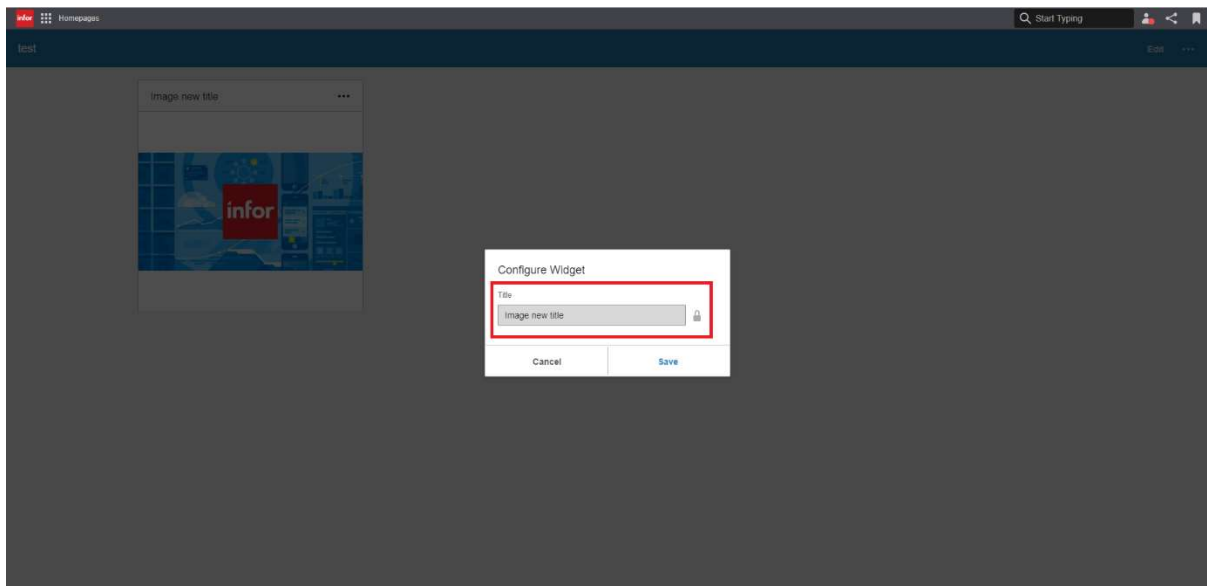 infor Homepages Start Typing
test Edit
Image new title
infor
Configure Widget
Title
Image new title
Cancel Save